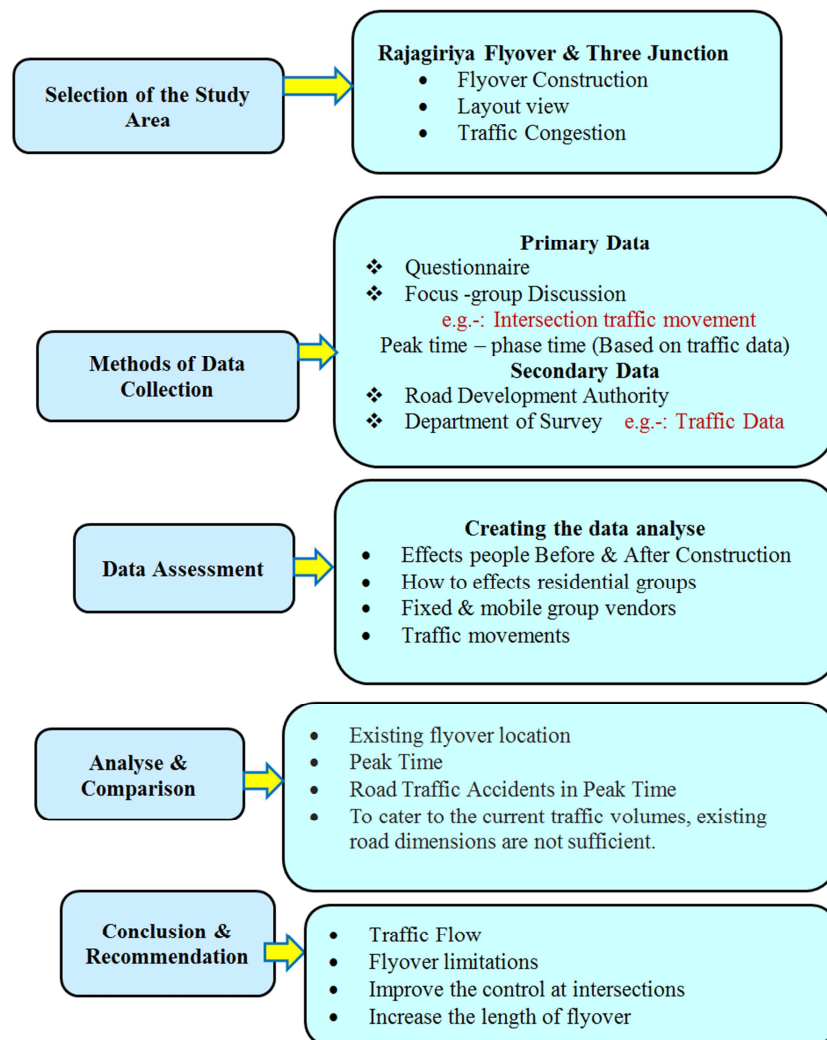 Selection of the Study
Area
Rajagiriya Flyover & Three Junction
• Flyover Construction
• Layout view
• Traffic Congestion
Methods of Data
Collection
Primary Data
❖ Questionnaire
❖ Focus -group Discussion
e.g.-: Intersection traffic movement
Peak time – phase time (Based on traffic data)
Secondary Data
❖ Road Development Authority
❖ Department of Survey e.g.-: Traffic Data
Data Assessment
Creating the data analyse
• Effects people Before & After Construction
• How to effects residential groups
• Fixed & mobile group vendors
• Traffic movements
Analyse &
Comparison
• Existing flyover location
• Peak Time
• Road Traffic Accidents in Peak Time
• To cater to the current traffic volumes, existing
road dimensions are not sufficient.
Conclusion &
Recommendation
• Traffic Flow
• Flyover limitations
• Improve the control at intersections
• Increase the length of flyover